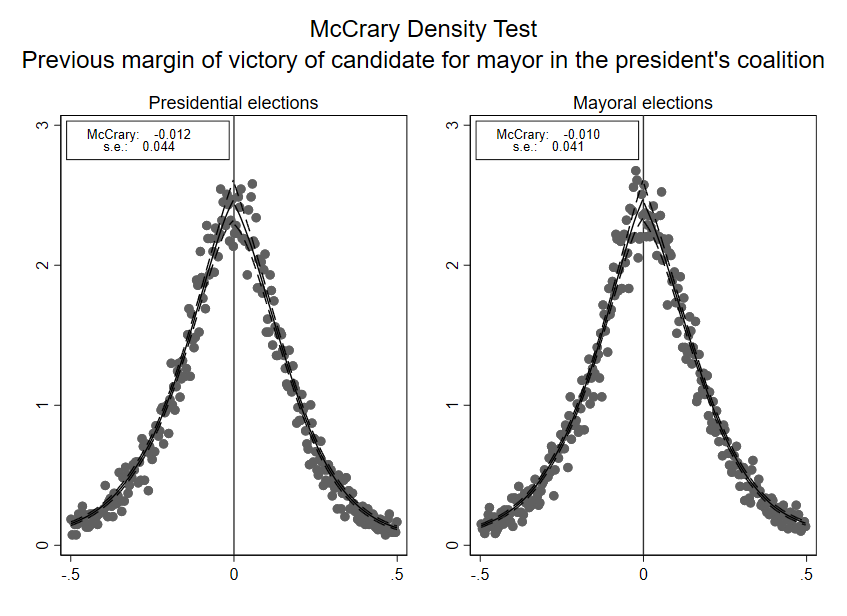 McCrary Density Test
Previous margin of victory of candidate for mayor in the president's coalition
Presidential elections
McCrary: -0.012
s.e.: 0.044
3
2
1
0
-.5 0 .5
Mayoral elections
McCrary: -0.010
s.e.: 0.041
3
2
1
0
-.5 0 .5